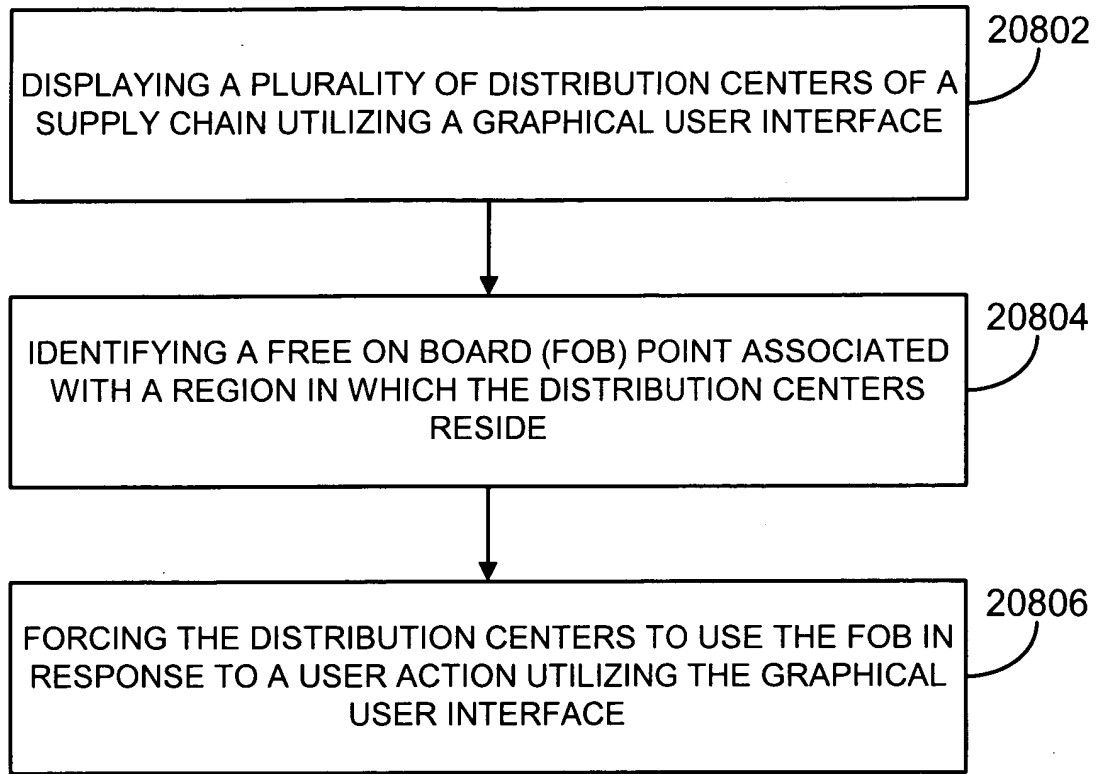 20802
DISPLAYING A PLURALITY OF DISTRIBUTION CENTERS OF A
SUPPLY CHAIN UTILIZING A GRAPHICAL USER INTERFACE
20804
IDENTIFYING A FREE ON BOARD (FOB) POINT ASSOCIATED
WITH A REGION IN WHICH THE DISTRIBUTION CENTERS
RESIDE
20806
FORCING THE DISTRIBUTION CENTERS TO USE THE FOB IN
RESPONSE TO A USER ACTION UTILIZING THE GRAPHICAL
USER INTERFACE